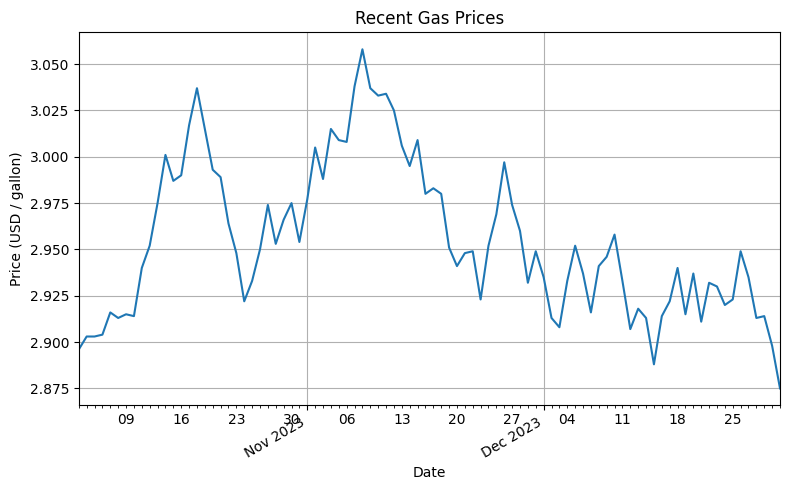 Recent Gas Prices
Price (USD / gallon)
3.050
3.025
3.000
2.975
2.950
2.925
2.900
2.875
09 16 23 30 06 13 20 27 04 11 18 25
Nov 2023 Dec 2023
Date